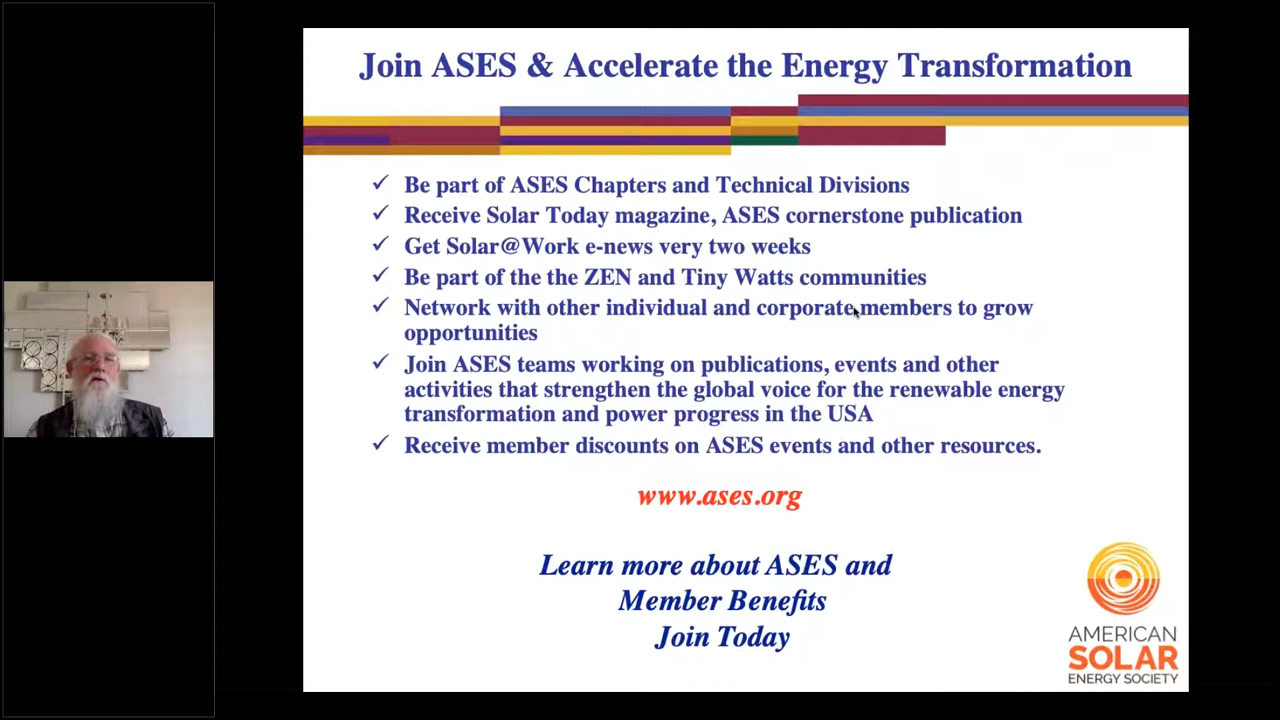 Join ASES & Accelerate the Energy Transformation
✓ Be part of ASES Chapters and Technical Divisions
✓ Receive Solar Today magazine, ASES cornerstone publication
✓ Get Solar@Work e-news very two weeks
✓ Be part of the the ZEN and Tiny Watts communities
✓ Network with other individual and corporate members to grow
opportunities
✓ Join ASES teams working on publications, events and other
activities that strengthen the global voice for the renewable energy
transformation and power progress in the USA
✓ Receive member discounts on ASES events and other resources.
www.ases.org
Learn more about ASES and
Member Benefits
Join Today
AMERICAN
SOLAR
ENERGY SOCIETY